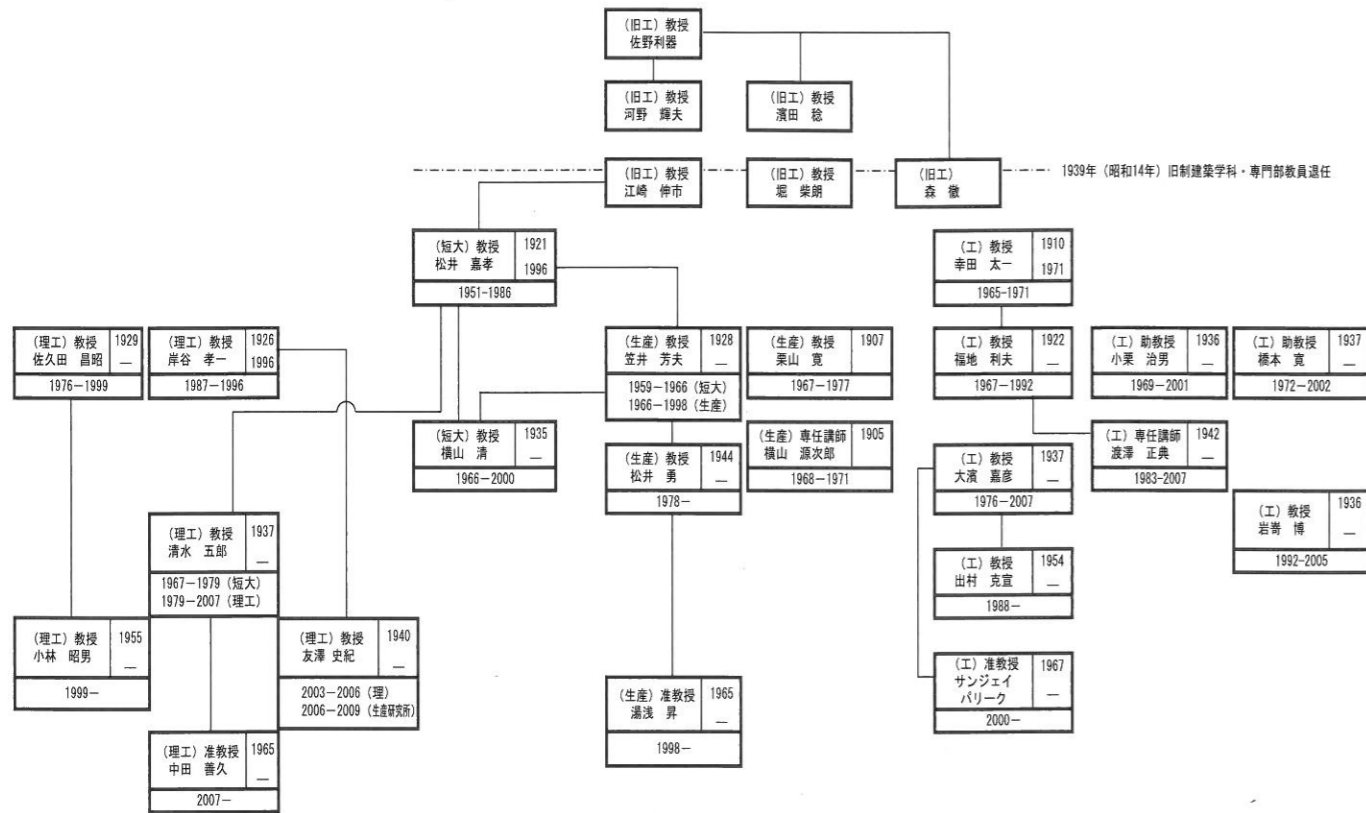 (旧工) 教授
佐野利器
(旧工) 教授
河野 輝夫
(旧工) 教授
濱田 稔
(旧工) 教授
江崎 伸市
(旧工) 教授
堀 柴朗
(旧工)
森 徹
1939年 (昭和14年) 旧制建築学科・専門部教員退任
(短大) 教授
松井 嘉孝
1921
1996
1951-1986
(工) 教授
幸田 太一
1910
1971
1965-1971
(理工) 教授
佐久田 昌昭
1929
―
1976－1999
(理工) 教授
岸谷 孝一
1926
1996
1987－1996
(生産) 教授
笠井 芳夫
1928
―
1959－1966 (短大)
1966－1998 (生産)
(生産) 教授
栗山 寛
1907
1967－1977
(工) 教授
福地 利夫
1922
―
1967-1992
(工) 助教授
小栗 治男
1936
―
1969-2001
(工) 助教授
橋本 寛
1937
―
1972－2002
(短大) 教授
横山 清
1935
―
1966－2000
(生産) 教授
松井 勇
1944
―
1978－
(生産) 専任講師
横山 源次郎
1905
1968－1971
(工) 教授
大濱 嘉彦
1937
―
1976－2007
(工) 専任講師
渡澤 正典
1942
―
1983-2007
(工) 教授
岩嵜 博
1936
―
1992-2005
(理工) 教授
清水 五郎
1937
―
1967－1979 (短大)
1979－2007 (理工)
(工) 教授
出村 克宣
1954
―
1988－
(理工) 教授
小林 昭男
1955
―
1999－
(理工) 教授
友澤 史紀
1940
―
2003－2006 (理)
2006－2009 (生産研究所)
(生産) 准教授
湯浅 昇
1965
―
1998－
(工) 准教授
サンジェイ
パリーク
1967
―
2000－
(理工) 准教授
中田 善久
1965
―
2007－